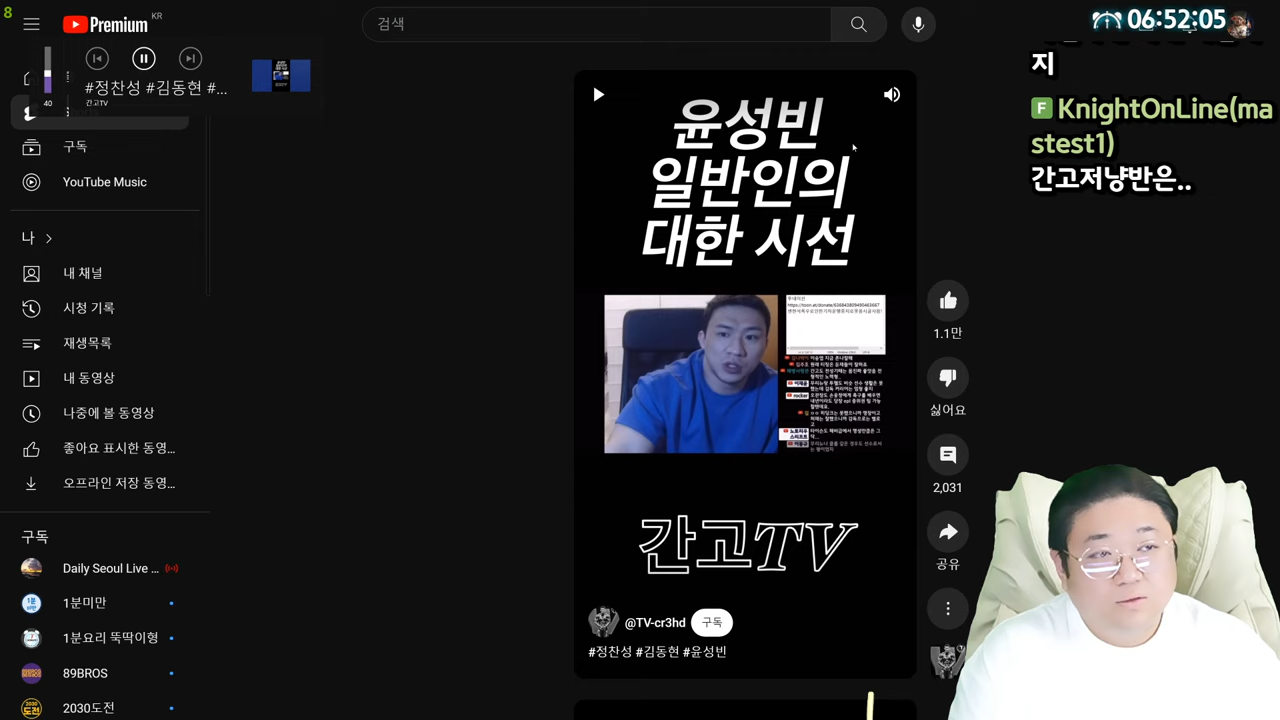 8
Premium KR
검색
06:52:05
#정찬성 #김동현 #...
간고TV
40
구독
YouTube Music
나
내 채널
시청 기록
재생목록
내 동영상
나중에 볼 동영상
좋아요 표시한 동영...
오프라인 저장 동영...
구독
Daily Seoul Live ...
1분미만
1분요리 뚝딱이형
89BROS
2030도전
윤성빈
일반인의
대한 시선
간고TV
@TV-cr3hd 구독
#정찬성 #김동현 #윤성빈
1.1만
싫어요
2,031
공유
지
F KnightOnLine(ma
stest1)
간고저냥반은..